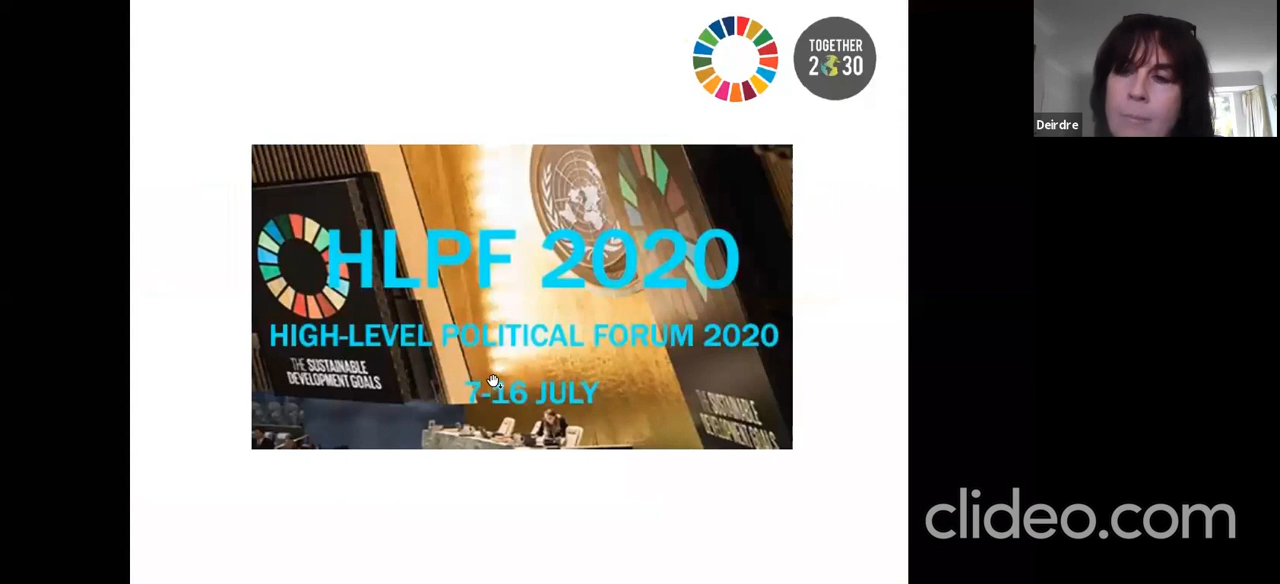 TOGETHER
2030
Deirdre
HLPF 2020
HIGH-LEVEL POLITICAL FORUM 2020
THE SUSTAINABLE
DEVELOPMENT GOALS
7-16 JULY
THE SUSTAINABLE
DEVELOPMENT GOALS
clideo.com